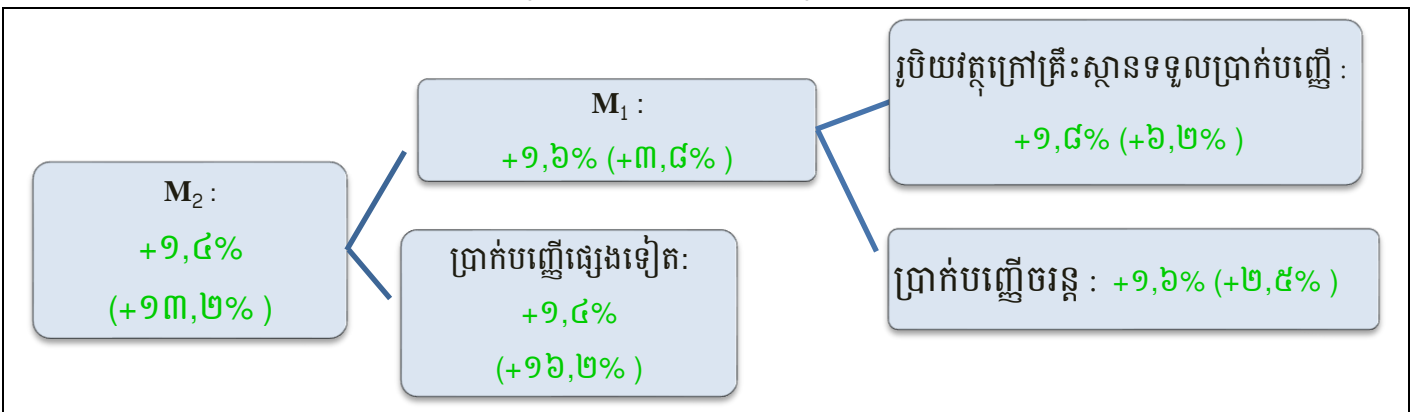 M₂ :
+១,៤%
(+១៣,២% )
M₁ :
+១,៦% (+៣,៨% )
ប្រាក់បញ្ញើផ្សេងទៀត:
+១,៤%
(+១៦,២% )
រូបិយវត្ថុក្រៅគ្រឹះស្ថានទទួលប្រាក់បញ្ញើ :
+១,៨% (+៦,២% )
ប្រាក់បញ្ញើចរន្ត : +១,៦% (+២,៥% )